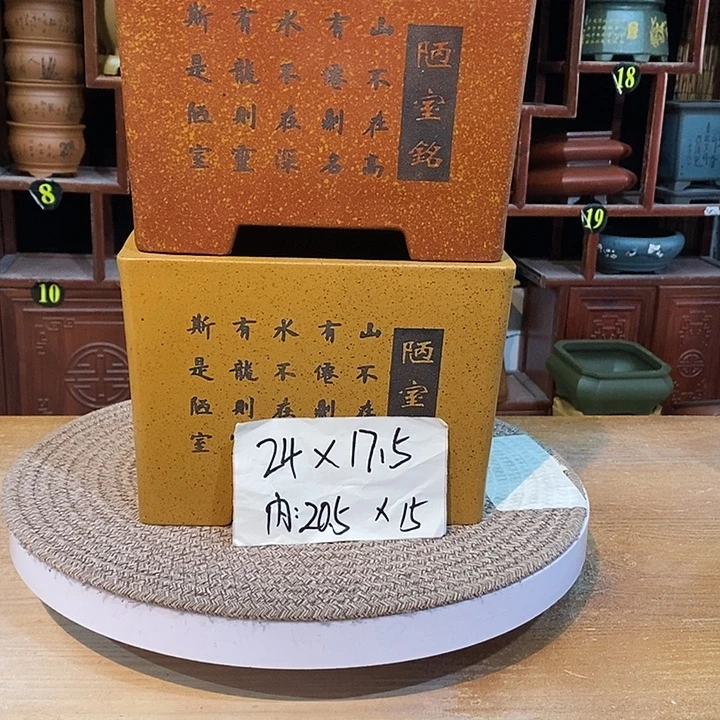 陋室銘
山不在高
有僊則名
水不在深
有龍則靈
斯是陋室
陋室
山不在
有僊則
水不在
有龍則
斯是陋室
24×17.5
内:20.5×15
8
10
18
19